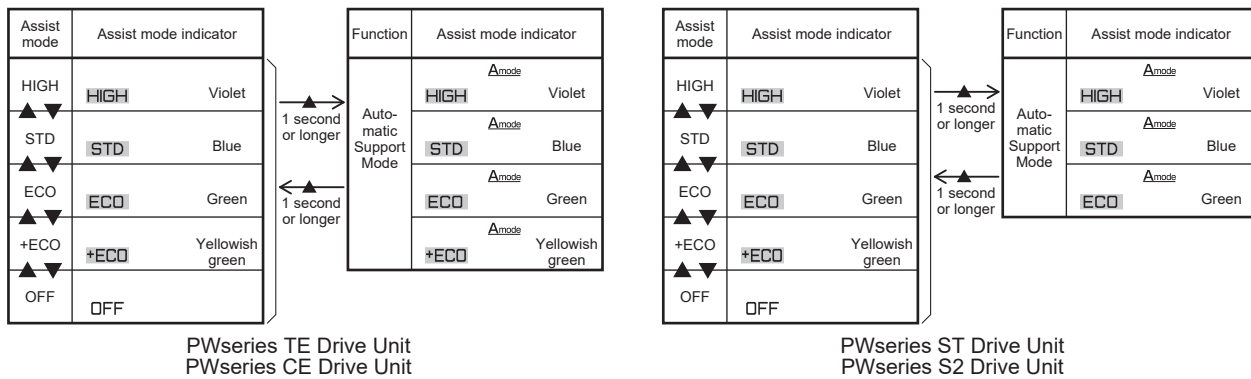 Assist mode
Assist mode indicator
HIGH
HIGH
Violet
STD
STD
Blue
ECO
ECO
Green
+ECO
+ECO
Yellowish green
OFF
OFF
1 second or longer
1 second or longer
Function
Assist mode indicator
Auto-
matic
Support
Mode
Amode
HIGH
Violet
Amode
STD
Blue
Amode
ECO
Green
Amode
+ECO
Yellowish green
PWseries TE Drive Unit
PWseries CE Drive Unit
Assist mode
Assist mode indicator
HIGH
HIGH
Violet
STD
STD
Blue
ECO
ECO
Green
+ECO
+ECO
Yellowish green
OFF
OFF
1 second or longer
1 second or longer
Function
Assist mode indicator
Auto-
matic
Support
Mode
Amode
HIGH
Violet
Amode
STD
Blue
Amode
ECO
Green
PWseries ST Drive Unit
PWseries S2 Drive Unit